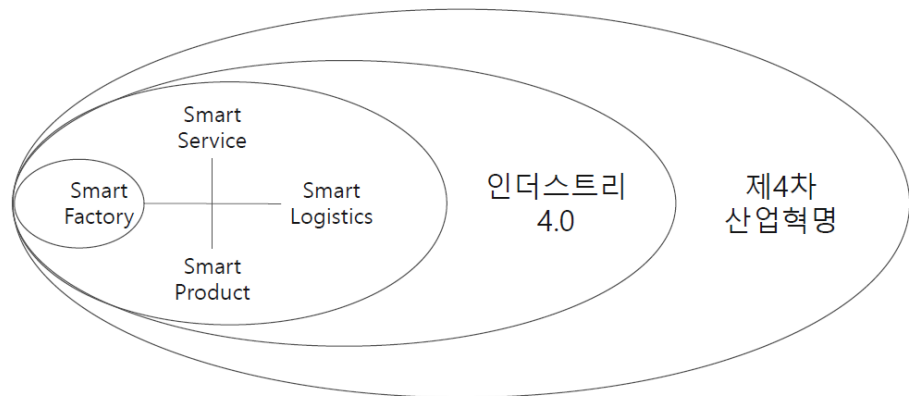 Smart
Service
Smart
Factory
Smart
Logistics
Smart
Product
인더스트리
4.0
제4차
산업혁명